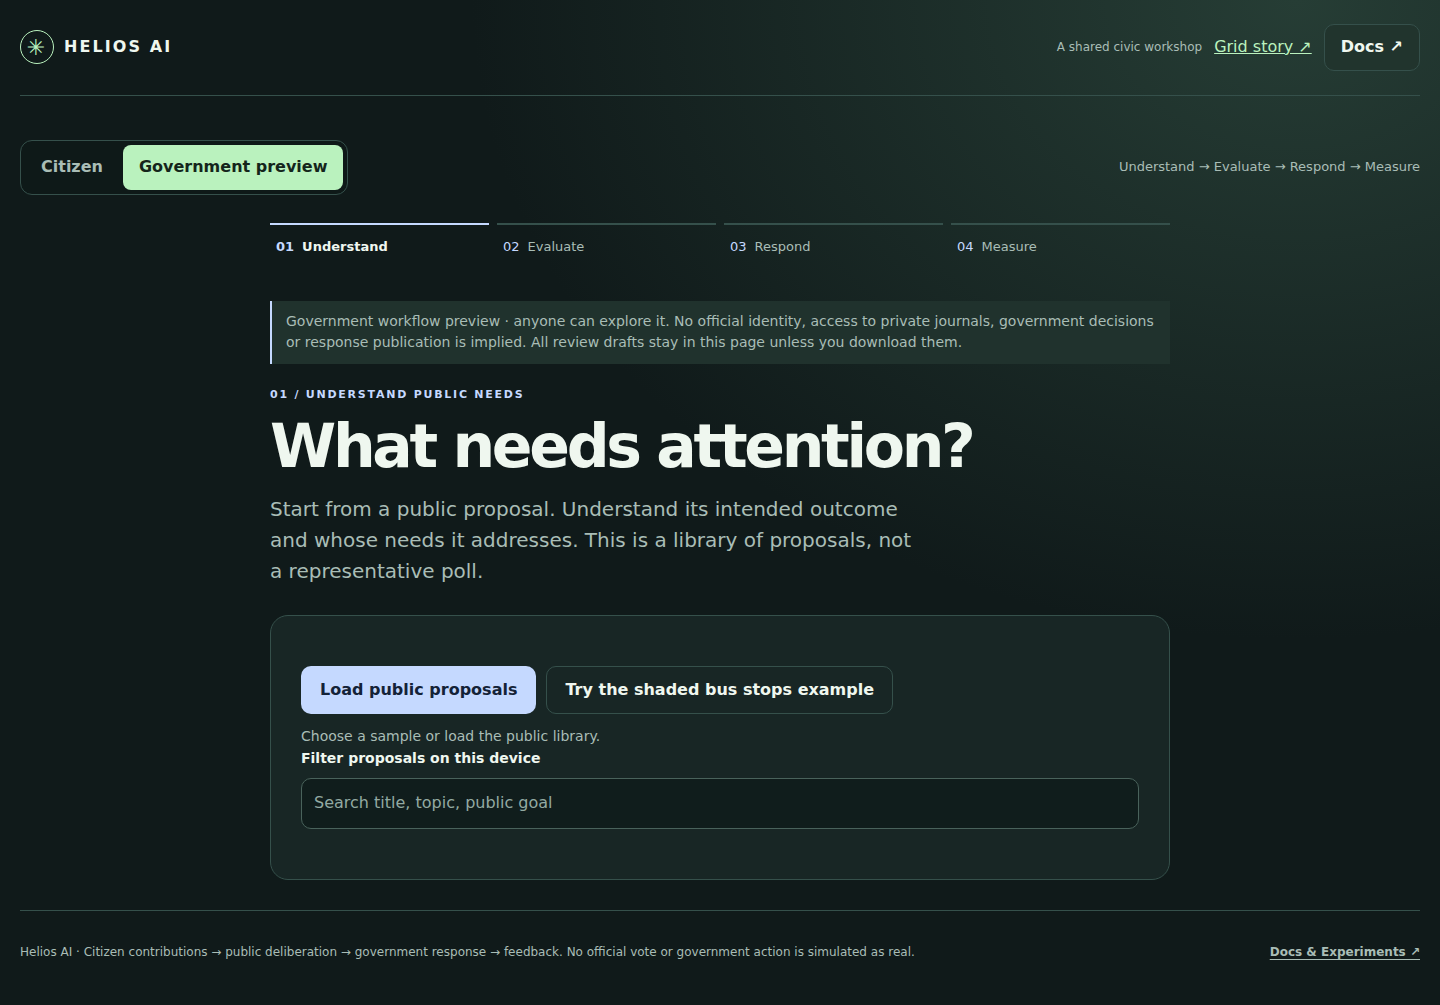 HELIOS AI
A shared civic workshop
Grid story ↗
Docs ↗
Citizen
Government preview
Understand → Evaluate → Respond → Measure
01 Understand
02 Evaluate
03 Respond
04 Measure
Government workflow preview · anyone can explore it. No official identity, access to private journals, government decisions
or response publication is implied. All review drafts stay in this page unless you download them.
01 / UNDERSTAND PUBLIC NEEDS
What needs attention?
Start from a public proposal. Understand its intended outcome
and whose needs it addresses. This is a library of proposals, not
a representative poll.
Load public proposals
Try the shaded bus stops example
Choose a sample or load the public library.
Filter proposals on this device
Search title, topic, public goal
Helios AI · Citizen contributions → public deliberation → government response → feedback. No official vote or government action is simulated as real.
Docs & Experiments ↗